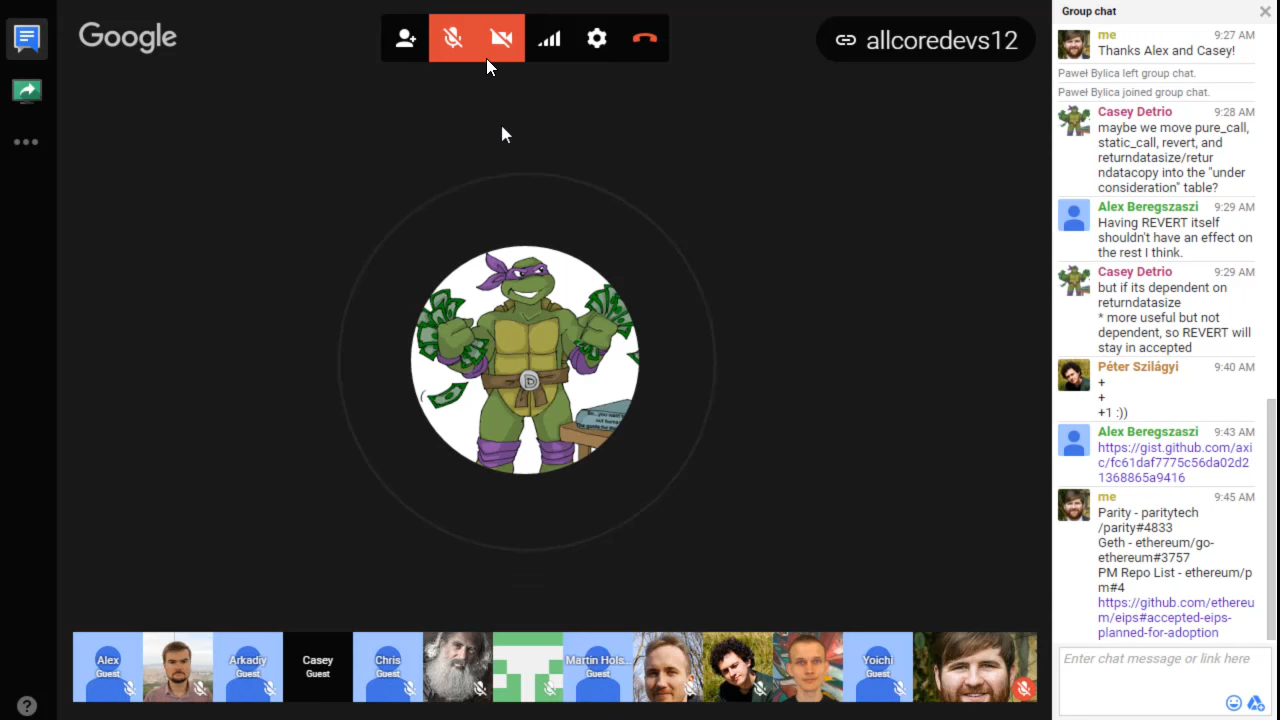 Google
allcoredevs12
Group chat
me 9:27 AM
Thanks Alex and Casey!
Paweł Bylica left group chat.
Paweł Bylica joined group chat.
Casey Detrio 9:28 AM
maybe we move pure_call,
static_call, revert, and
returndatasize/retur
ndatacopy into the "under
consideration" table?
Alex Beregszaszi 9:29 AM
Having REVERT itself
shouldn't have an effect on
the rest I think.
Casey Detrio 9:29 AM
but if its dependent on
returndatasize
* more useful but not
dependent, so REVERT will
stay in accepted
Péter Szilágyi 9:40 AM
+
+
+1 :))
Alex Beregszaszi 9:43 AM
https://gist.github.com/axi
c/fc61daf7775c56da02d2
1368865a9416
me 9:45 AM
Parity - paritytech
/parity#4833
Geth - ethereum/go-
ethereum#3757
PM Repo List - ethereum/p
m#4
https://github.com/ethereu
m/eips#accepted-eips-
planned-for-adoption
Enter chat message or link here
Alex
Guest
Arkadiy
Guest
Casey
Guest
Chris
Guest
Martin Hols...
Guest
Yoichi
Guest